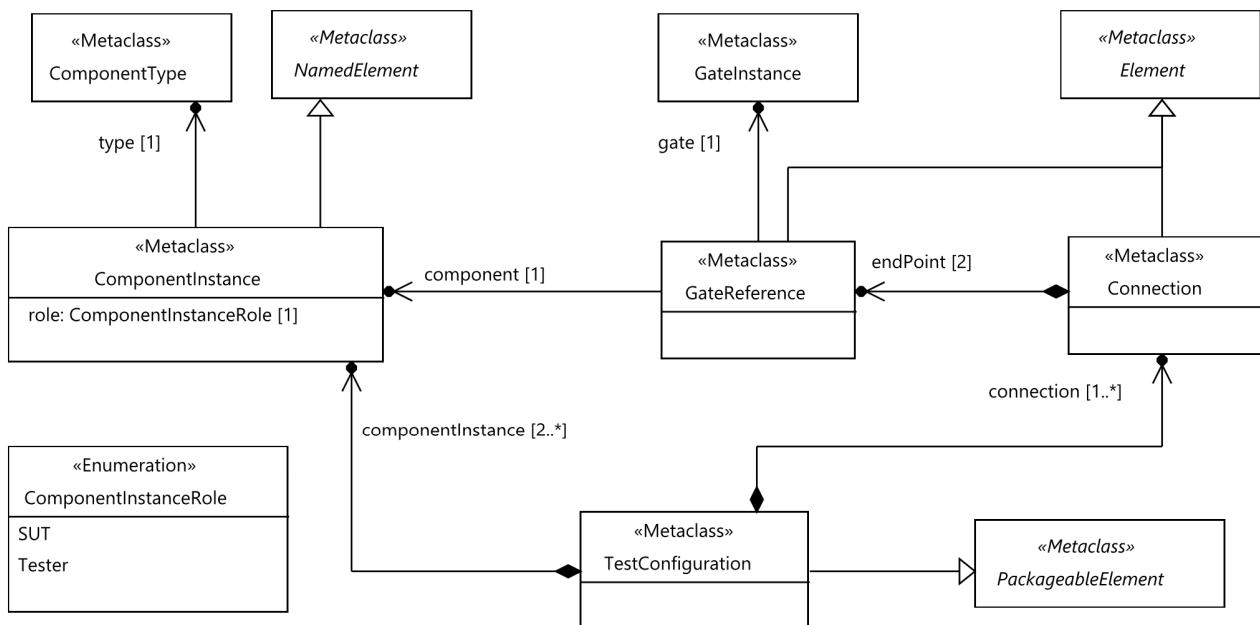 «Metaclass»
ComponentType
«Metaclass»
NamedElement
«Metaclass»
GateInstance
«Metaclass»
Element
type [1]
gate [1]
«Metaclass»
ComponentInstance
role: ComponentInstanceRole [1]
component [1]
«Metaclass»
GateReference
endPoint [2]
«Metaclass»
Connection
componentInstance [2..*]
connection [1..*]
«Enumeration»
ComponentInstanceRole
SUT
Tester
«Metaclass»
TestConfiguration
«Metaclass»
PackageableElement